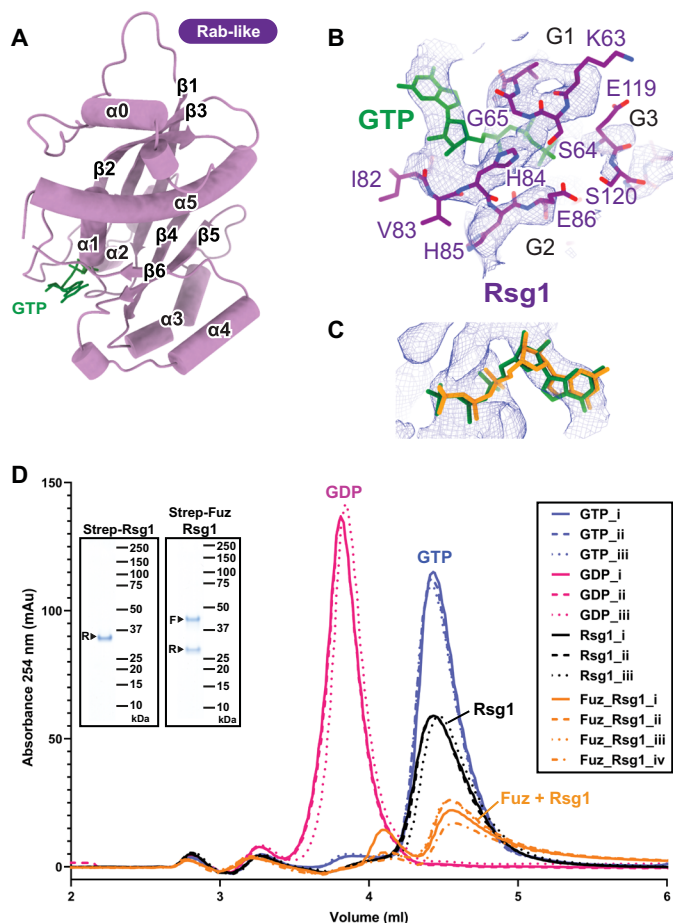 A
Rab-like
β1
α0
β3
β2
α5
α1
α2
β4
β5
β6
GTP
α3
α4
B
G1
K63
GTP
G65
E119
G3
S64
I82
H84
S120
V83
E86
H85
G2
Rsg1
C
D
150
100
50
0
Absorbance 254 nm (mAu)
2
3
4
5
6
Volume (ml)
GDP
GTP
Rsg1
Fuz + Rsg1
Strep-Rsg1
250
150
100
75
50
37
25
20
15
10
kDa
R
Strep-Fuz
Rsg1
250
150
100
75
50
37
25
20
15
10
kDa
F
R
GTP_i
GTP_ii
GTP_iii
GDP_i
GDP_ii
GDP_iii
Rsg1_i
Rsg1_ii
Rsg1_iii
Fuz_Rsg1_i
Fuz_Rsg1_ii
Fuz_Rsg1_iii
Fuz_Rsg1_iv